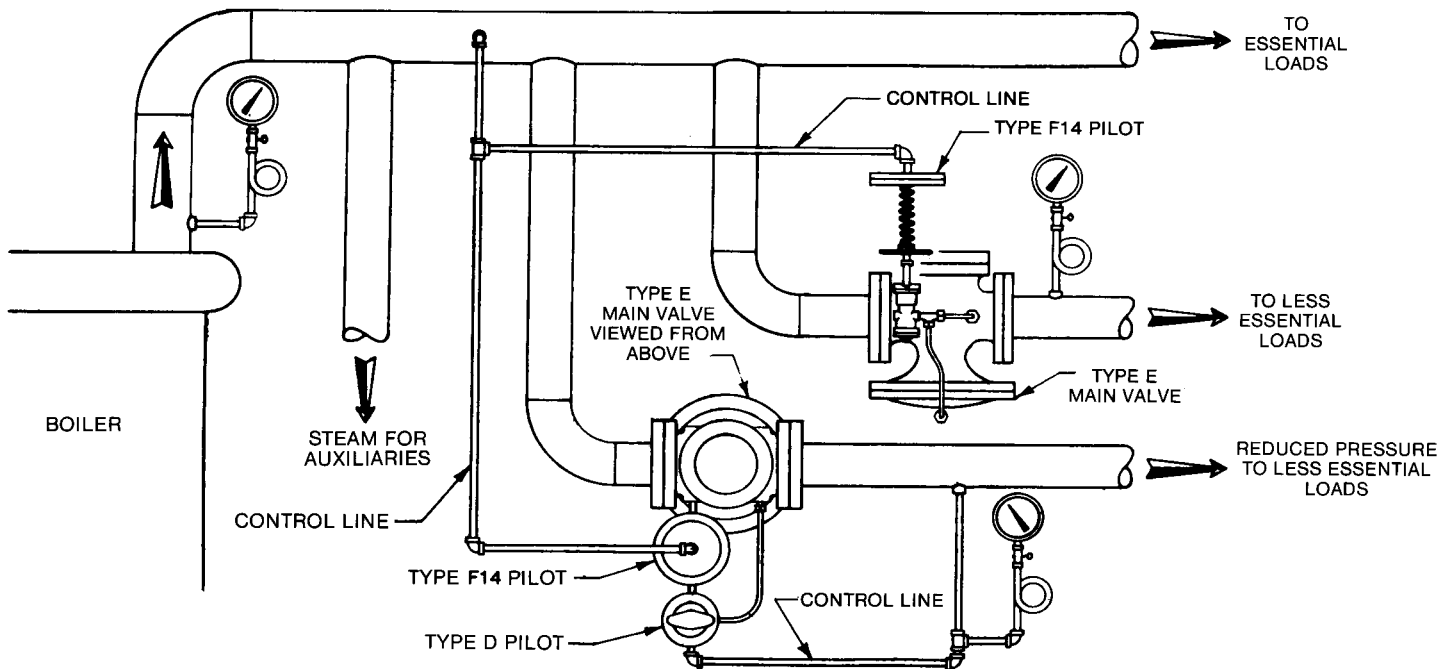 TO
ESSENTIAL
LOADS
CONTROL LINE
TYPE F14 PILOT
TYPE E
MAIN VALVE
VIEWED FROM
ABOVE
TO LESS
ESSENTIAL
LOADS
TYPE E
MAIN VALVE
BOILER
STEAM FOR
AUXILIARIES
REDUCED PRESSURE
TO LESS ESSENTIAL
LOADS
CONTROL LINE
TYPE F14 PILOT
CONTROL LINE
TYPE D PILOT